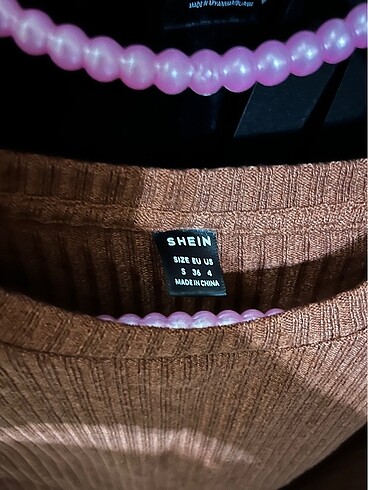 SHEIN
SIZE EU US
S 36 4
MADE IN CHINA